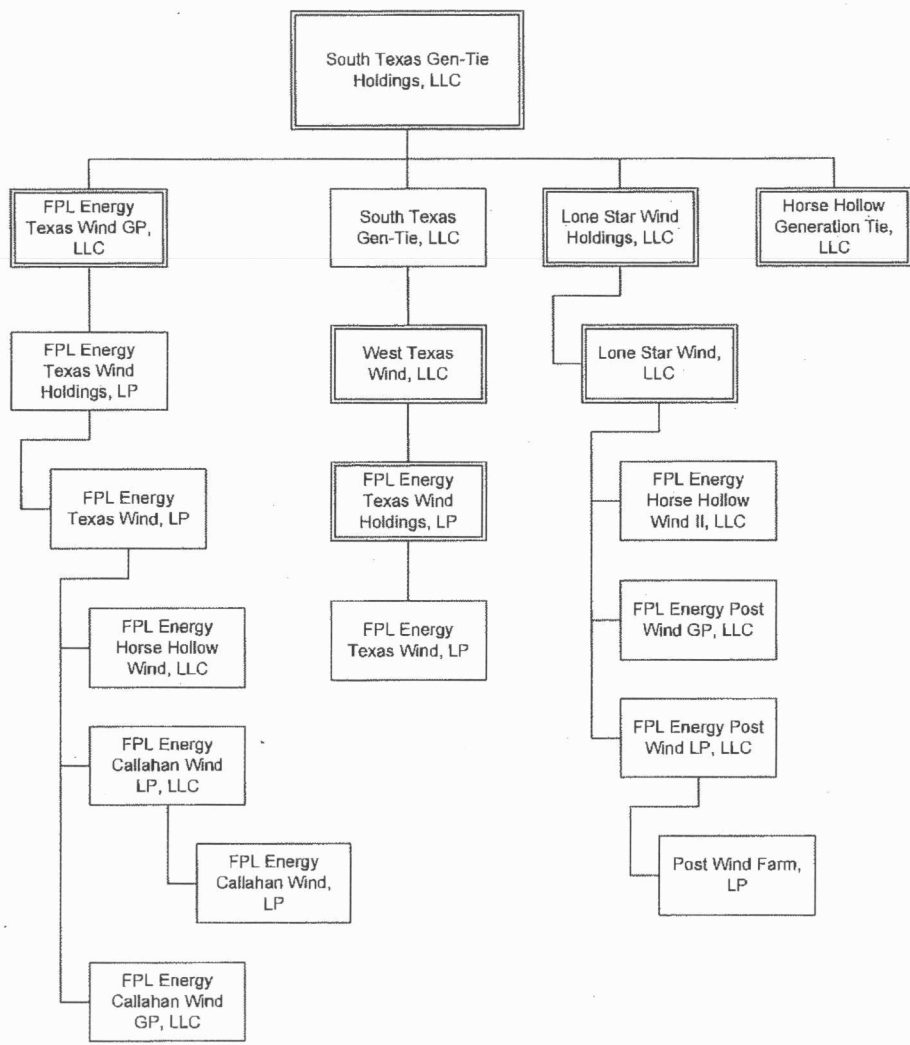 South Texas Gen-Tie
Holdings, LLC
FPL Energy
Texas Wind GP,
LLC
South Texas
Gen-Tie, LLC
Lone Star Wind
Holdings, LLC
Horse Hollow
Generation Tie,
LLC
FPL Energy
Texas Wind
Holdings, LP
West Texas
Wind, LLC
Lone Star Wind,
LLC
FPL Energy
Texas Wind, LP
FPL Energy
Texas Wind
Holdings, LP
FPL Energy
Horse Hollow
Wind II, LLC
FPL Energy
Horse Hollow
Wind, LLC
FPL Energy
Texas Wind, LP
FPL Energy Post
Wind GP, LLC
FPL Energy
Callahan Wind
LP, LLC
FPL Energy Post
Wind LP, LLC
FPL Energy
Callahan Wind,
LP
Post Wind Farm,
LP
FPL Energy
Callahan Wind
GP, LLC